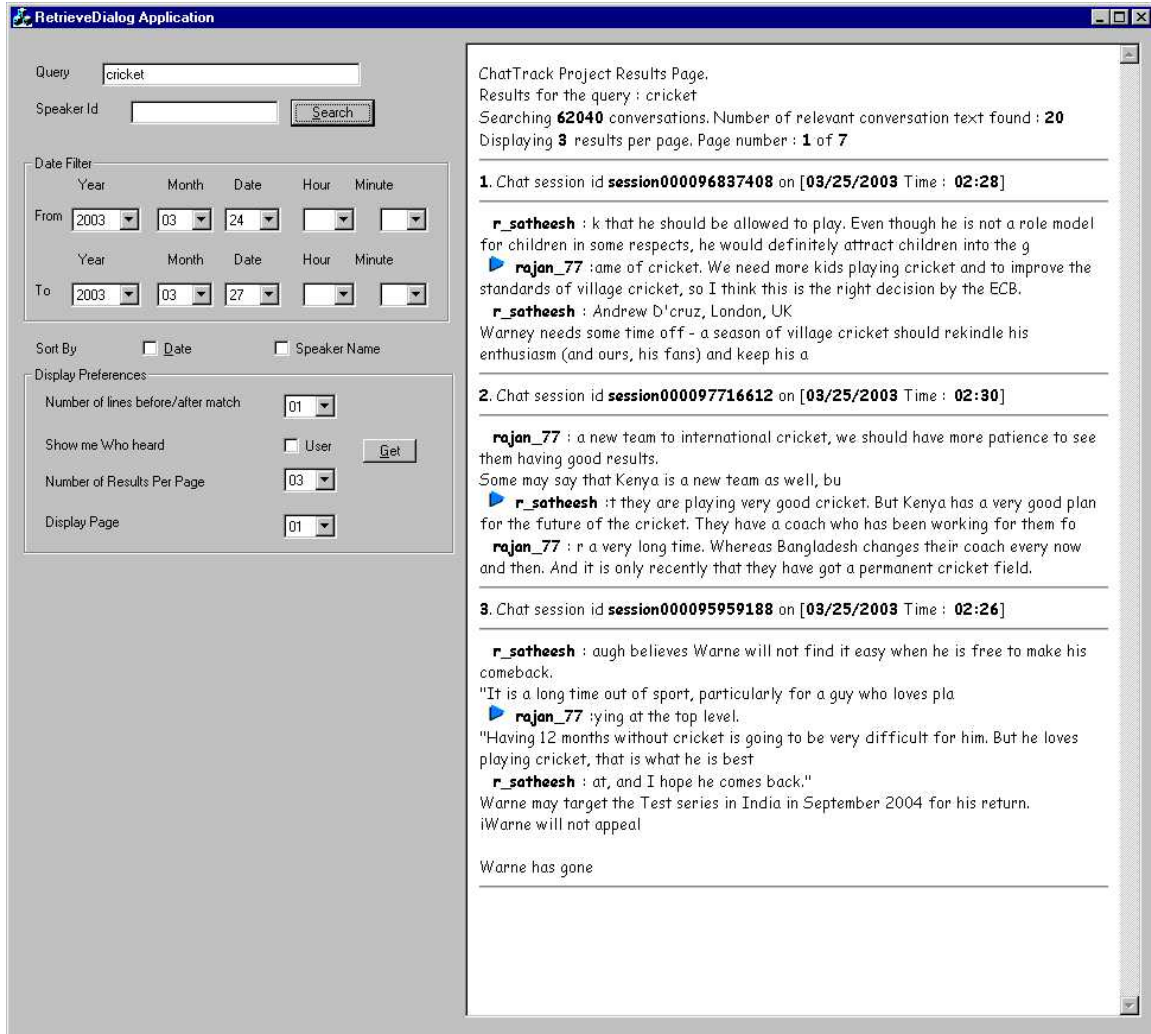 RetrieveDialog Application
Query cricket
Speaker Id
Search
Date Filter
Year Month Date Hour Minute
From 2003 03 24
Year Month Date Hour Minute
To 2003 03 27
Sort By Date Speaker Name
Display Preferences
Number of lines before/after match 01
Show me Who heard User Get
Number of Results Per Page 03
Display Page 01
ChatTrack Project Results Page.
Results for the query : cricket
Searching 62040 conversations. Number of relevant conversation text found : 20
Displaying 3 results per page. Page number : 1 of 7
1. Chat session id session000096837408 on [03/25/2003 Time : 02:28]
r_satheesh : k that he should be allowed to play. Even though he is not a role model
for children in some respects, he would definitely attract children into the g
rajan_77 :ame of cricket. We need more kids playing cricket and to improve the
standards of village cricket, so I think this is the right decision by the ECB.
r_satheesh : Andrew D'cruz, London, UK
Warney needs some time off - a season of village cricket should rekindle his
enthusiasm (and ours, his fans) and keep his a
2. Chat session id session000097716612 on [03/25/2003 Time : 02:30]
rajan_77 : a new team to international cricket, we should have more patience to see
them having good results.
Some may say that Kenya is a new team as well, bu
r_satheesh :t they are playing very good cricket. But Kenya has a very good plan
for the future of the cricket. They have a coach who has been working for them fo
rajan_77 : r a very long time. Whereas Bangladesh changes their coach every now
and then. And it is only recently that they have got a permanent cricket field.
3. Chat session id session000095959188 on [03/25/2003 Time : 02:26]
r_satheesh : augh believes Warne will not find it easy when he is free to make his
comeback.
"It is a long time out of sport, particularly for a guy who loves pla
rajan_77 :ying at the top level.
"Having 12 months without cricket is going to be very difficult for him. But he loves
playing cricket, that is what he is best
r_satheesh : at, and I hope he comes back."
Warne may target the Test series in India in September 2004 for his return.
iWarne will not appeal
Warne has gone